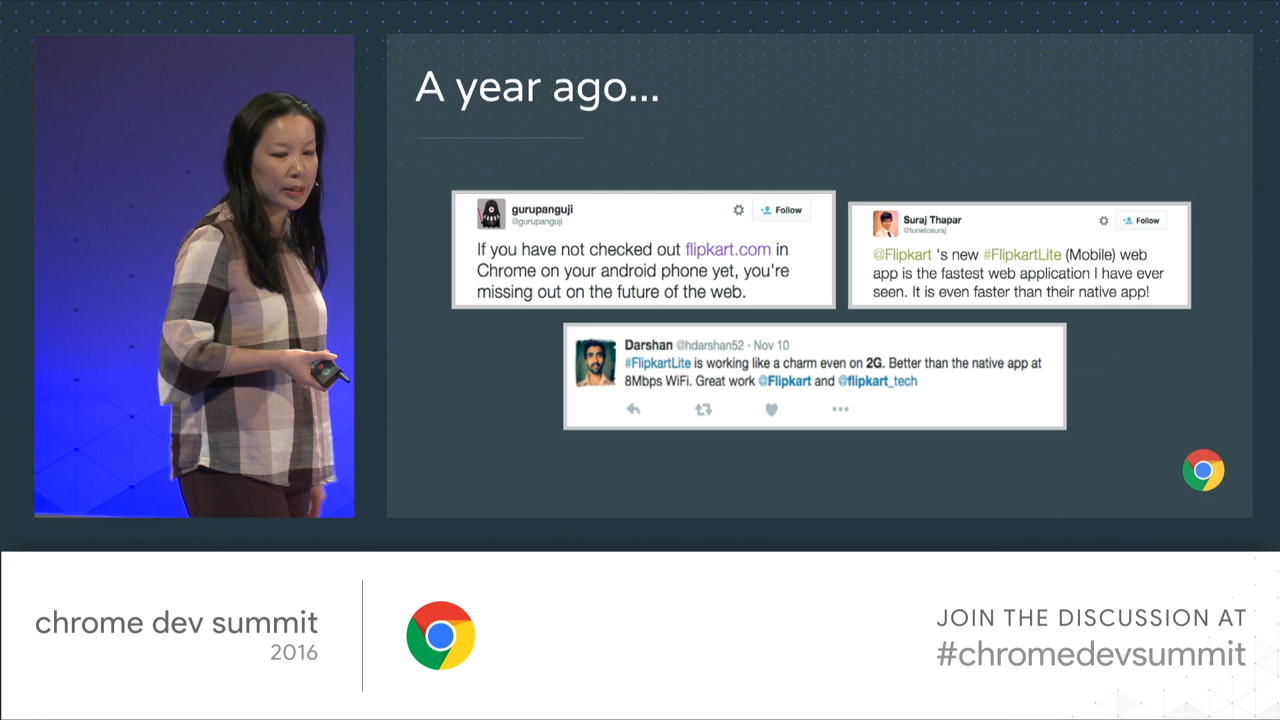 A year ago...
gurupanguji
@gurupanguji
Follow
If you have not checked out flipkart.com in
Chrome on your android phone yet, you're
missing out on the future of the web.
Suraj Thapar
@tunetosuraj
Follow
@Flipkart 's new #FlipkartLite (Mobile) web
app is the fastest web application I have ever
seen. It is even faster than their native app!
Darshan @hdarshan52 · Nov 10
#FlipkartLite is working like a charm even on 2G. Better than the native app at
8Mbps WiFi. Great work @Flipkart and @flipkart_tech
chrome dev summit
2016
JOIN THE DISCUSSION AT
#chromedevsummit